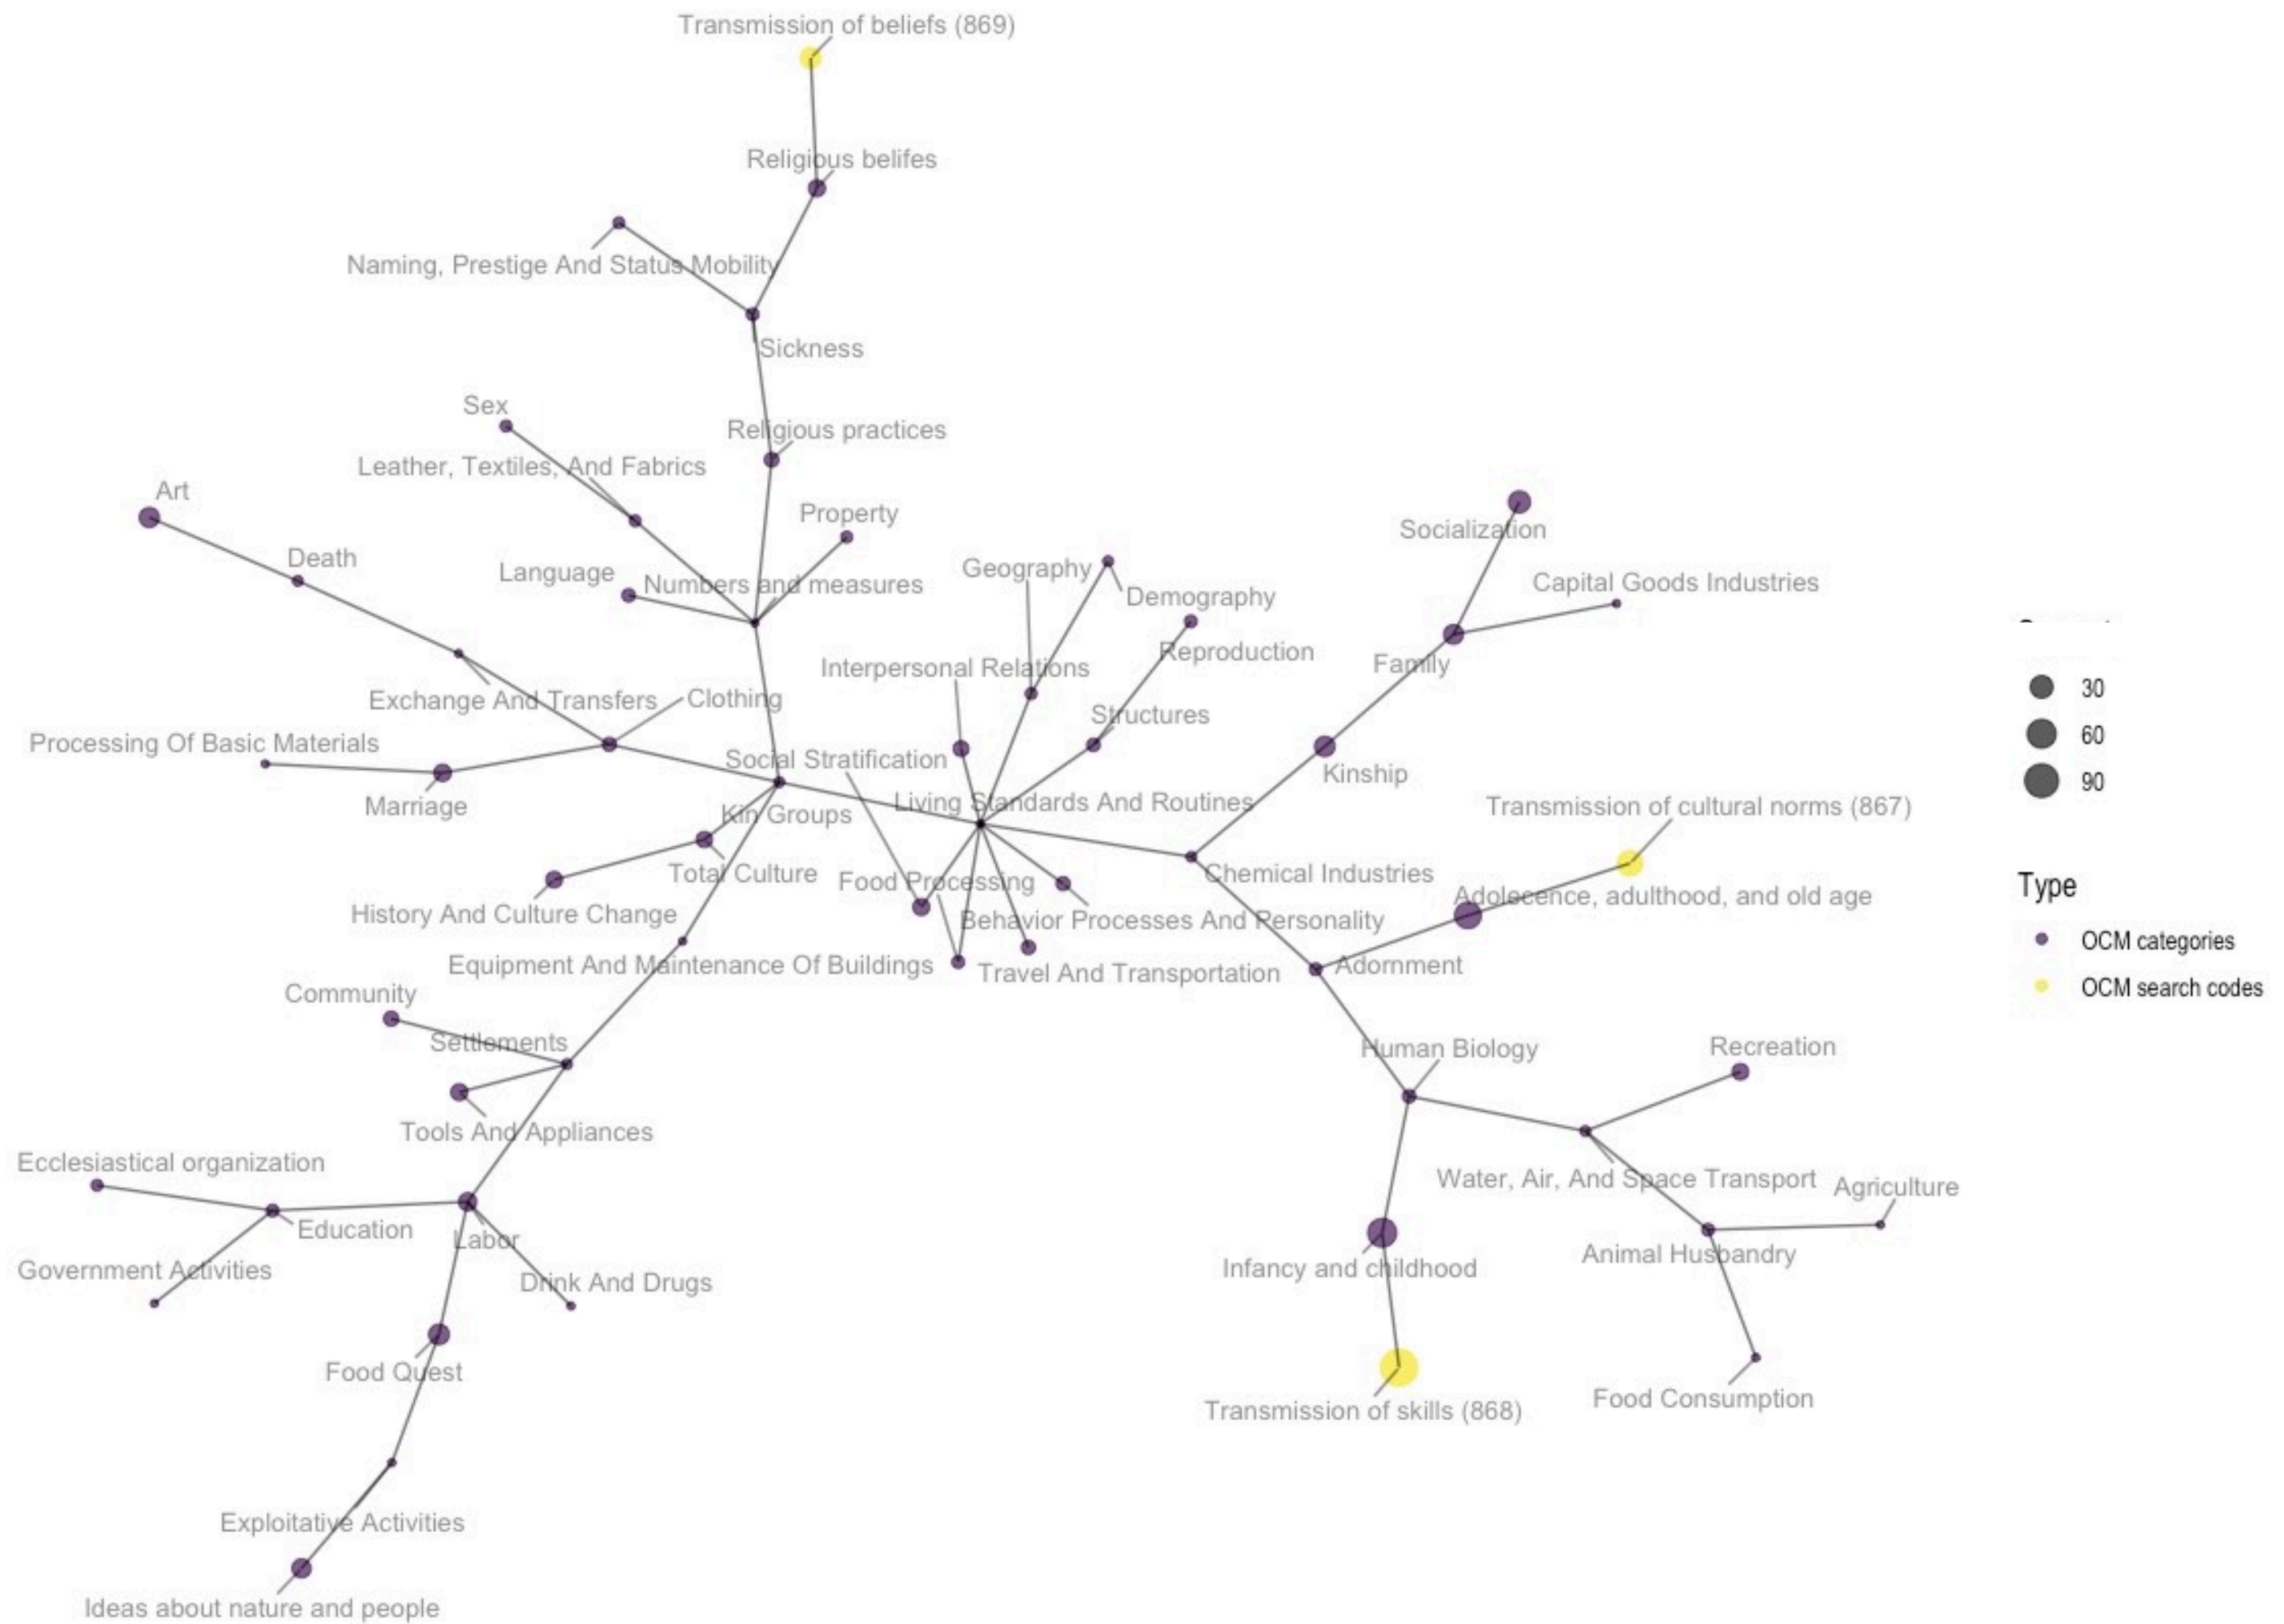 Transmission of beliefs (869)
Religious belifes
Naming, Prestige And Status Mobility
Sickness
Sex
Religious practices
Leather, Textiles, And Fabrics
Art
Property
Socialization
Death
Language
Numbers and measures
Geography
Capital Goods Industries
Demography
Reproduction
Interpersonal Relations
Family
Exchange And Transfers
Clothing
Structures
Processing Of Basic Materials
Social Stratification
Kinship
Marriage
Kin Groups
Living Standards And Routines
Transmission of cultural norms (867)
Total Culture
Food Processing
Chemical Industries
Adolecence, adulthood, and old age
History And Culture Change
Behavior Processes And Personality
Equipment And Maintenance Of Buildings
Travel And Transportation
Adornment
Community
Settlements
Human Biology
Recreation
Tools And Appliances
Ecclesiastical organization
Water, Air, And Space Transport
Agriculture
Education
Labor
Government Activities
Drink And Drugs
Infancy and childhood
Animal Husbandry
Food Quest
Food Consumption
Transmission of skills (868)
Exploitative Activities
Ideas about nature and people
30
60
90
Type
OCM categories
OCM search codes